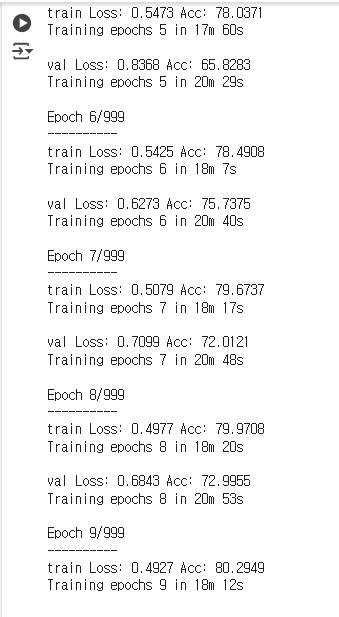 train Loss: 0.5473 Acc: 78.0371
Training epochs 5 in 17m 60s
val Loss: 0.8368 Acc: 65.8283
Training epochs 5 in 20m 29s
Epoch 6/999
----------
train Loss: 0.5425 Acc: 78.4908
Training epochs 6 in 18m 7s
val Loss: 0.6273 Acc: 75.7375
Training epochs 6 in 20m 40s
Epoch 7/999
----------
train Loss: 0.5079 Acc: 79.6737
Training epochs 7 in 18m 17s
val Loss: 0.7099 Acc: 72.0121
Training epochs 7 in 20m 48s
Epoch 8/999
----------
train Loss: 0.4977 Acc: 79.9708
Training epochs 8 in 18m 20s
val Loss: 0.6843 Acc: 72.9955
Training epochs 8 in 20m 53s
Epoch 9/999
----------
train Loss: 0.4927 Acc: 80.2949
Training epochs 9 in 18m 12s